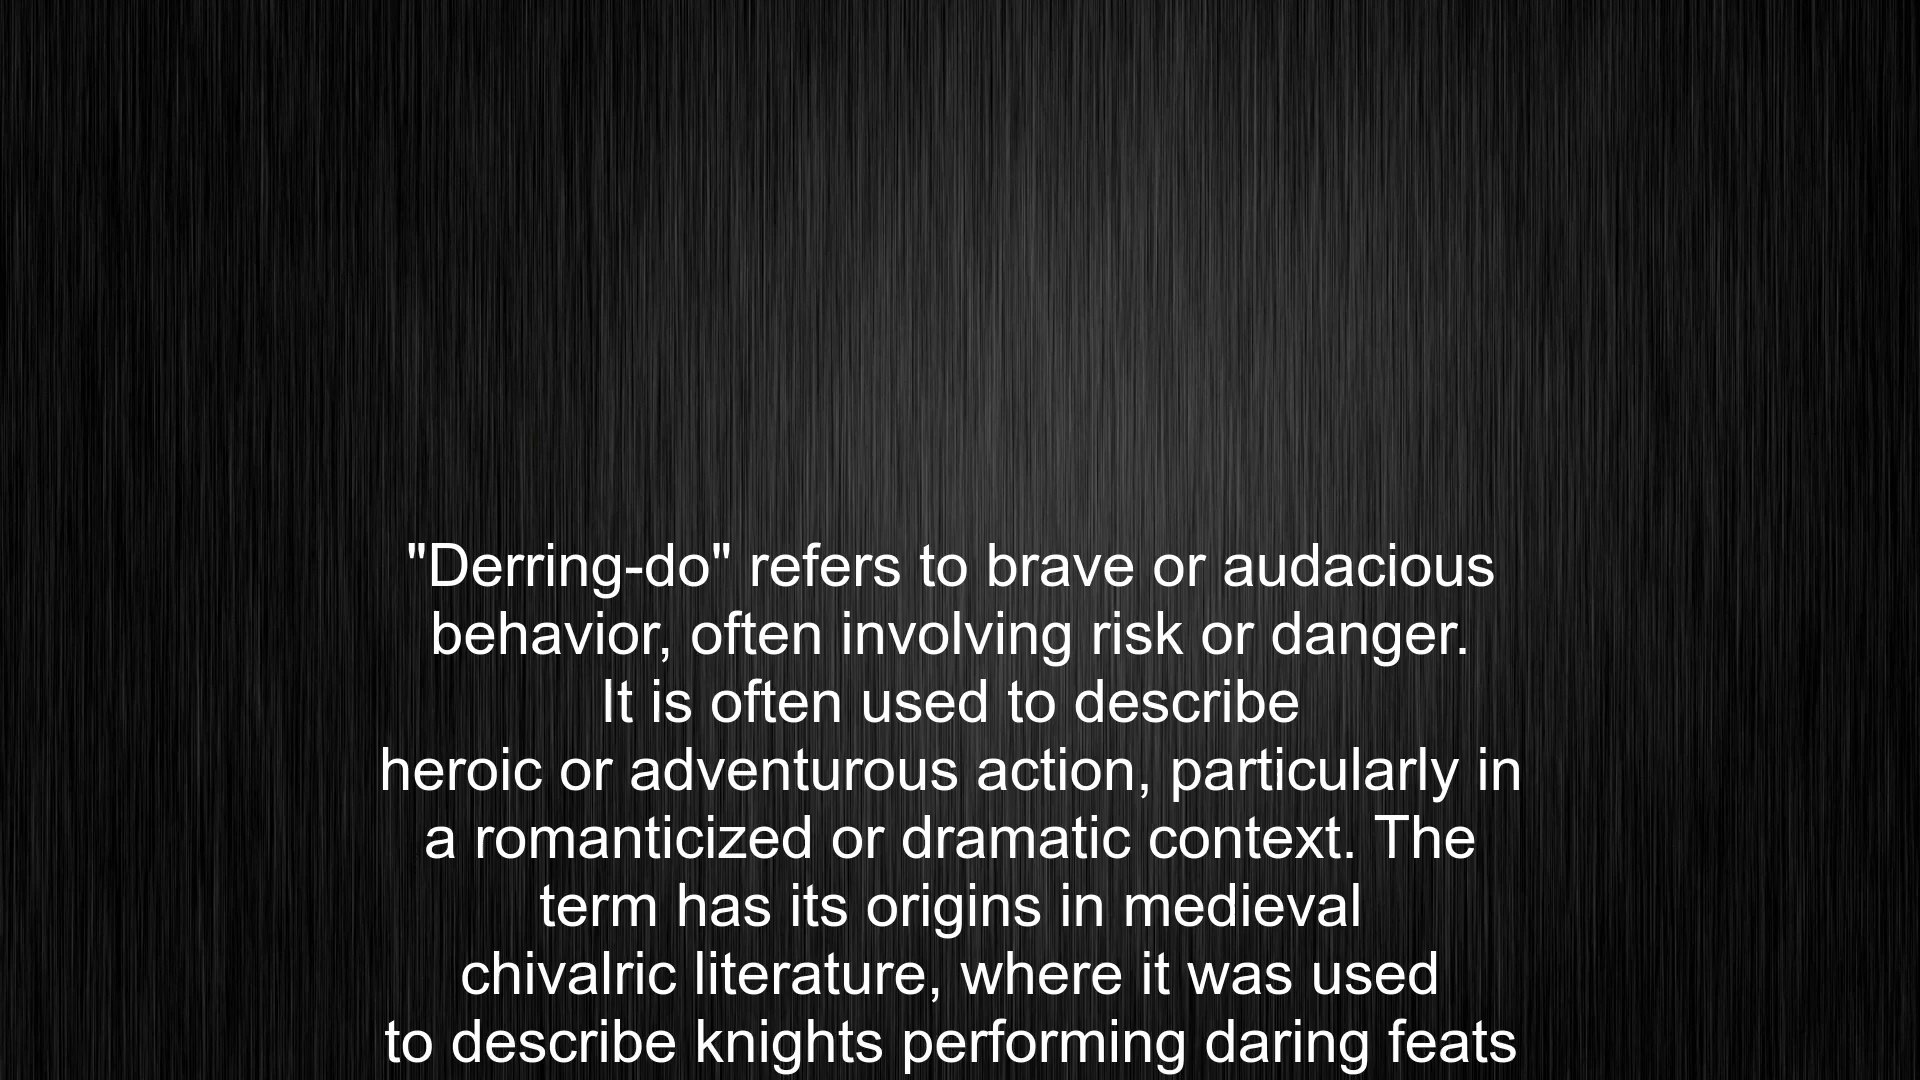 "Derring-do" refers to brave or audacious
behavior, often involving risk or danger.
It is often used to describe
heroic or adventurous action, particularly in
a romanticized or dramatic context. The
term has its origins in medieval
chivalric literature, where it was used
to describe knights performing daring feats